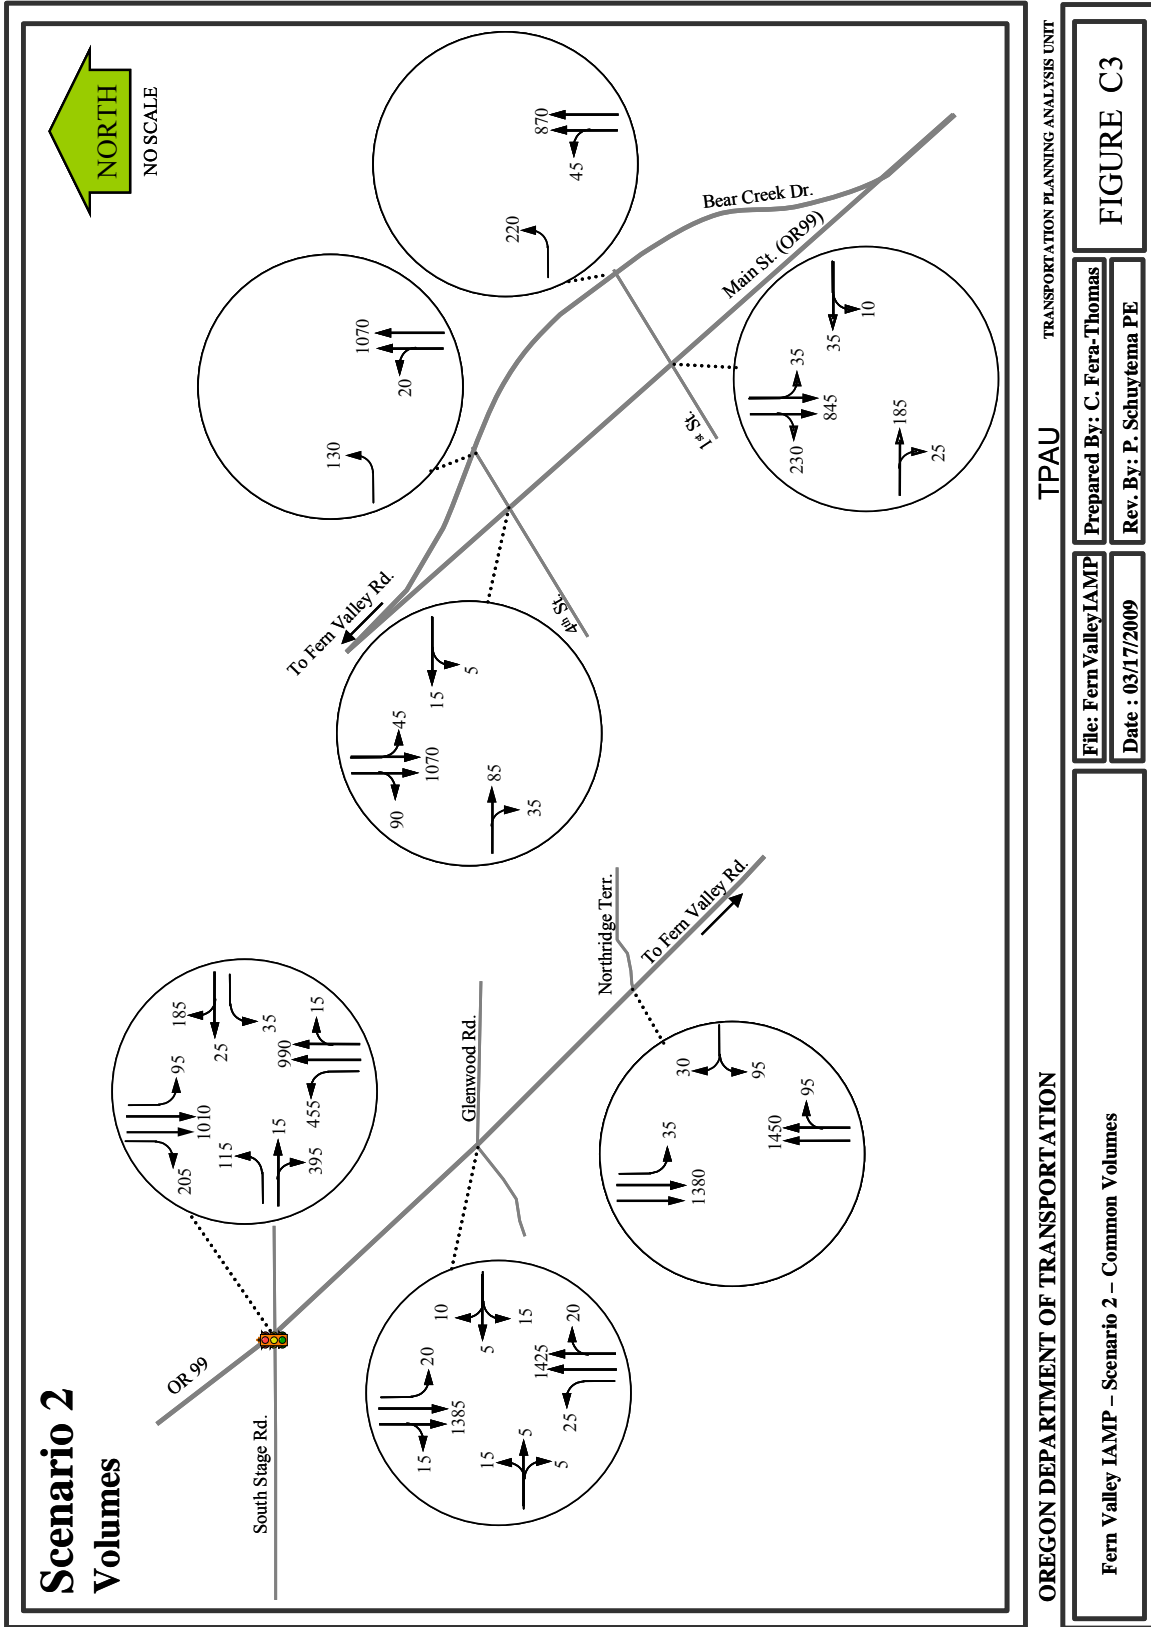 Scenario 2
Volumes
NORTH
NO SCALE
OR 99
South Stage Rd.
Glenwood Rd.
Northridge Terr.
To Fern Valley Rd.
To Fern Valley Rd.
4th St.
1st St.
Main St. (OR99)
Bear Creek Dr.
205
1010
95
185
25
35
115
15
395
455
990
15
15
1385
20
10
5
15
15
5
5
25
1425
20
1380
35
30
95
1450
95
90
1070
45
15
5
85
35
130
20
1070
220
45
870
230
845
35
35
10
185
25
OREGON DEPARTMENT OF TRANSPORTATION
TPAU
TRANSPORTATION PLANNING ANALYSIS UNIT
Fern Valley IAMP – Scenario 2 – Common Volumes
File: FernValleyIAMP
Date : 03/17/2009
Prepared By: C. Fera-Thomas
Rev. By: P. Schuytema PE
FIGURE C3